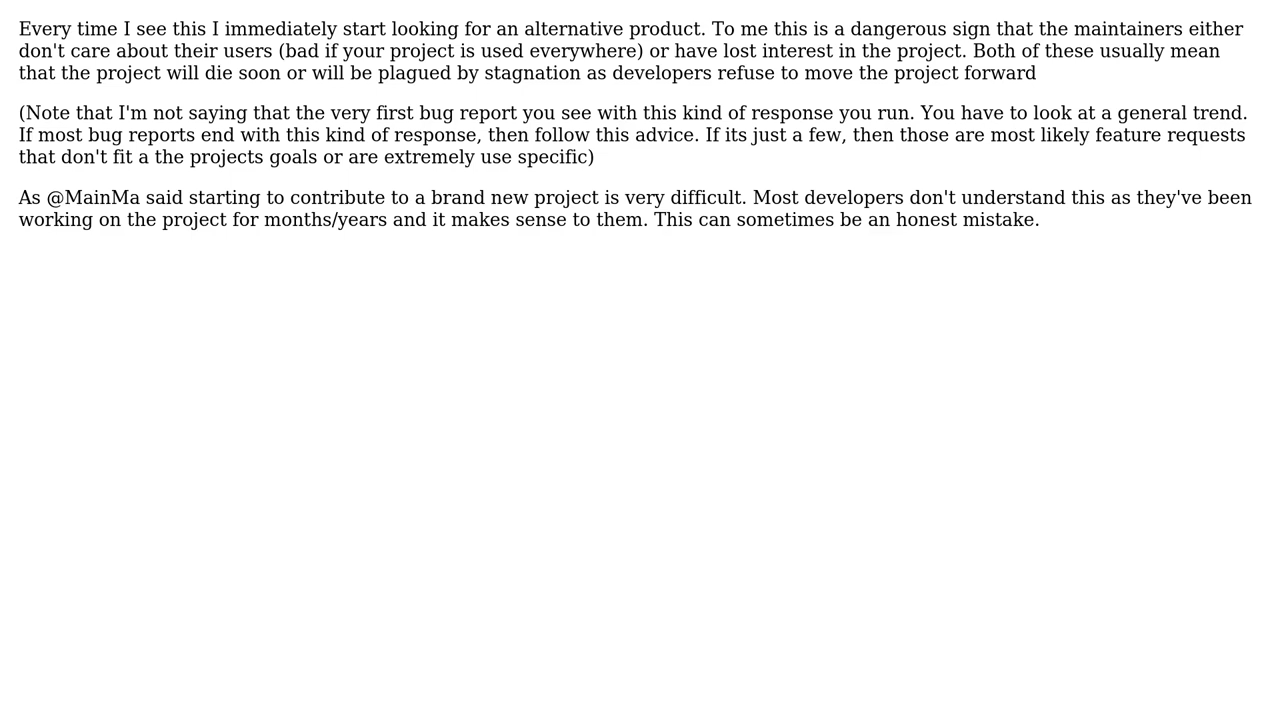 Every time I see this I immediately start looking for an alternative product. To me this is a dangerous sign that the maintainers either
don't care about their users (bad if your project is used everywhere) or have lost interest in the project. Both of these usually mean
that the project will die soon or will be plagued by stagnation as developers refuse to move the project forward
(Note that I'm not saying that the very first bug report you see with this kind of response you run. You have to look at a general trend.
If most bug reports end with this kind of response, then follow this advice. If its just a few, then those are most likely feature requests
that don't fit a the projects goals or are extremely use specific)
As @MainMa said starting to contribute to a brand new project is very difficult. Most developers don't understand this as they've been
working on the project for months/years and it makes sense to them. This can sometimes be an honest mistake.